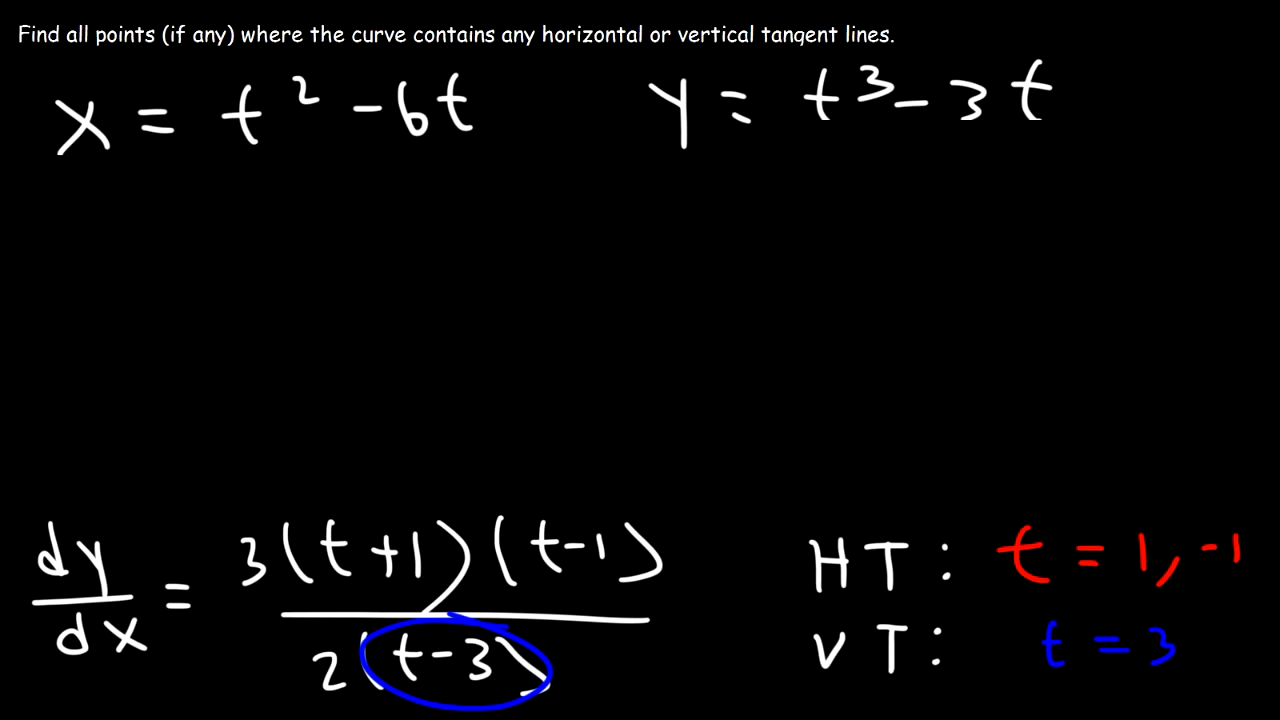 Find all points (if any) where the curve contains any horizontal or vertical tangent lines.
x = t² - 6t y = t³ - 3t
dy/dx = 3(t+1)(t-1)/2(t-3)
HT: t = 1, -1
VT: t = 3